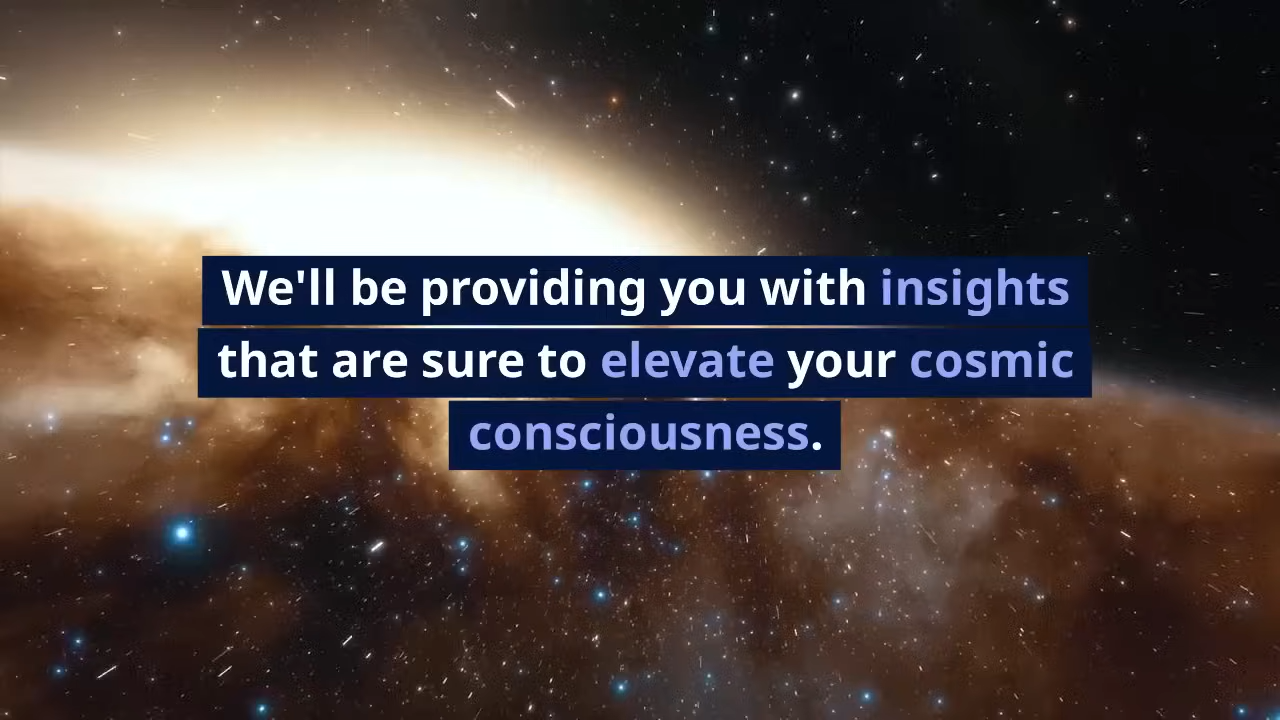 We'll be providing you with insights
that are sure to elevate your cosmic
consciousness.